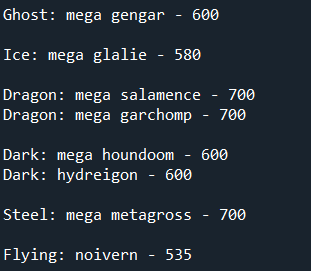 Ghost: mega gengar - 600
Ice: mega glalie - 580
Dragon: mega salamence - 700
Dragon: mega garchomp - 700
Dark: mega houndoom - 600
Dark: hydreigon - 600
Steel: mega metagross - 700
Flying: noivern - 535